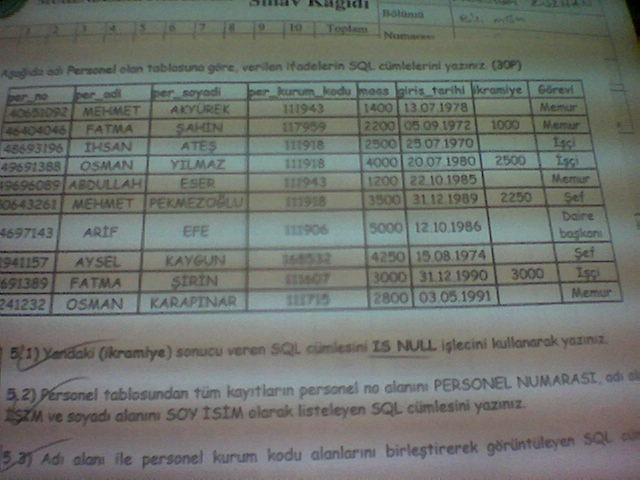 Sınav Kağıdı
Bölümü
1 2 3 4 5 6 7 8 9 10 Toplam
Numarası
Aşağıda adı Personel olan tablosuna göre, verilen ifadelerin SQL cümlelerini yazınız. (30P)
per_no per_adi per_soyadi per_kurum_kodu maas giris_tarihi ikramiye Görevi
40651092 MEHMET AKYÜREK 111943 1400 13.07.1978 Memur
46404046 FATMA ŞAHİN 117959 2200 05.09.1972 1000 Memur
48693196 İHSAN ATEŞ 111918 2500 25.07.1970 İşçi
49691388 OSMAN YILMAZ 111918 4000 20.07.1980 2500 İşçi
49696089 ABDULLAH ESER 111943 1200 22.10.1985 Memur
60643261 MEHMET PEKMEZOĞLU 111918 3500 31.12.1989 2250 Şef
4697143 ARİF EFE 111906 5000 12.10.1986 Daire başkanı
941157 AYSEL KAYGUN 168532 4250 15.08.1974 Şef
691389 FATMA ŞİRİN 111607 3000 31.12.1990 3000 İşçi
241232 OSMAN KARAPINAR 111715 2800 03.05.1991 Memur
5.1) Yandaki (ikramiye) sonucu veren SQL cümlesini IS NULL işlecini kullanarak yazınız.
5.2) Personel tablosundan tüm kayıtların personel no alanını PERSONEL NUMARASI, adı
İSİM ve soyadı alanını SOY İSİM olarak listeleyen SQL cümlesini yazınız.
5.3) Adı alanı ile personel kurum kodu alanlarını birleştirerek görüntüleyen SQL